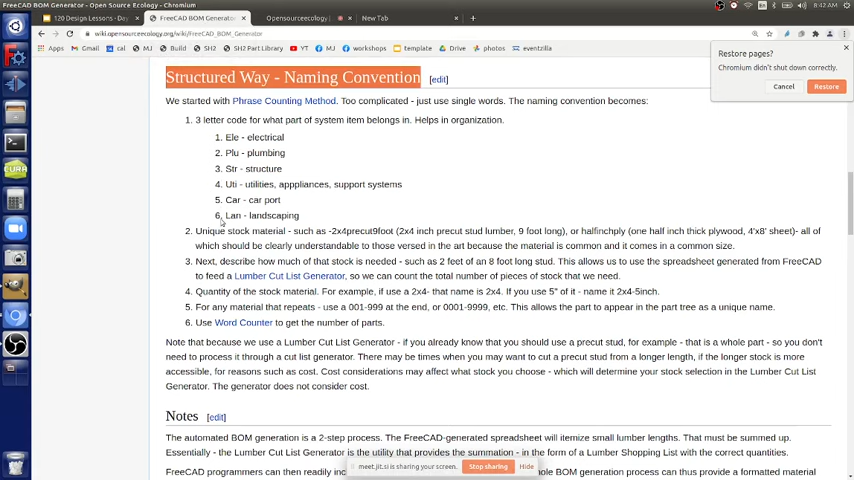 120 Design Lessons - Day
FreeCAD BOM Generator
Opensourceecology
New Tab
8:42 AM
wiki.opensourceecology.org/wiki/FreeCAD_BOM_Generator
Apps
Gmail
cal
MJ
Build
SH2
SH2 Part Library
YT
MJ
workshops
template
Drive
photos
eventzilla
Restore pages?
Chromium didn't shut down correctly.
Cancel
Restore
Structured Way - Naming Convention [edit]
We started with Phrase Counting Method. Too complicated - just use single words. The naming convention becomes:
1. 3 letter code for what part of system item belongs in. Helps in organization.
1. Ele - electrical
2. Plu - plumbing
3. Str - structure
4. Uti - utilities, apppliances, support systems
5. Car - car port
6. Lan - landscaping
2. Unique stock material - such as -2x4precut9foot (2x4 inch precut stud lumber, 9 foot long), or halfinchply (one half inch thick plywood, 4'x8' sheet)- all of
which should be clearly understandable to those versed in the art because the material is common and it comes in a common size.
3. Next, describe how much of that stock is needed - such as 2 feet of an 8 foot long stud. This allows us to use the spreadsheet generated from FreeCAD
to feed a Lumber Cut List Generator, so we can count the total number of pieces of stock that we need.
4. Quantity of the stock material. For example, if use a 2x4- that name is 2x4. If you use 5" of it - name it 2x4-5inch.
5. For any material that repeats - use a 001-999 at the end, or 0001-9999, etc. This allows the part to appear in the part tree as a unique name.
6. Use Word Counter to get the number of parts.
Note that because we use a Lumber Cut List Generator - if you already know that you should use a precut stud, for example - that is a whole part - so you don't
need to process it through a cut list generator. There may be times when you may want to cut a precut stud from a longer length, if the longer stock is more
accessible, for reasons such as cost. Cost considerations may affect what stock you choose - which will determine your stock selection in the Lumber Cut List
Generator. The generator does not consider cost.
Notes [edit]
The automated BOM generation is a 2-step process. The FreeCAD-generated spreadsheet will itemize small lumber lengths. That must be summed up.
Essentially - the Lumber Cut List Generator is the utility that provides the summation - in the form of a Lumber Shopping List with the correct quantities.
meet.jit.si is sharing your screen.
Stop sharing
Hide
FreeCAD programmers can then readily inc
hole BOM generation process can thus provide a formatted material
CURA